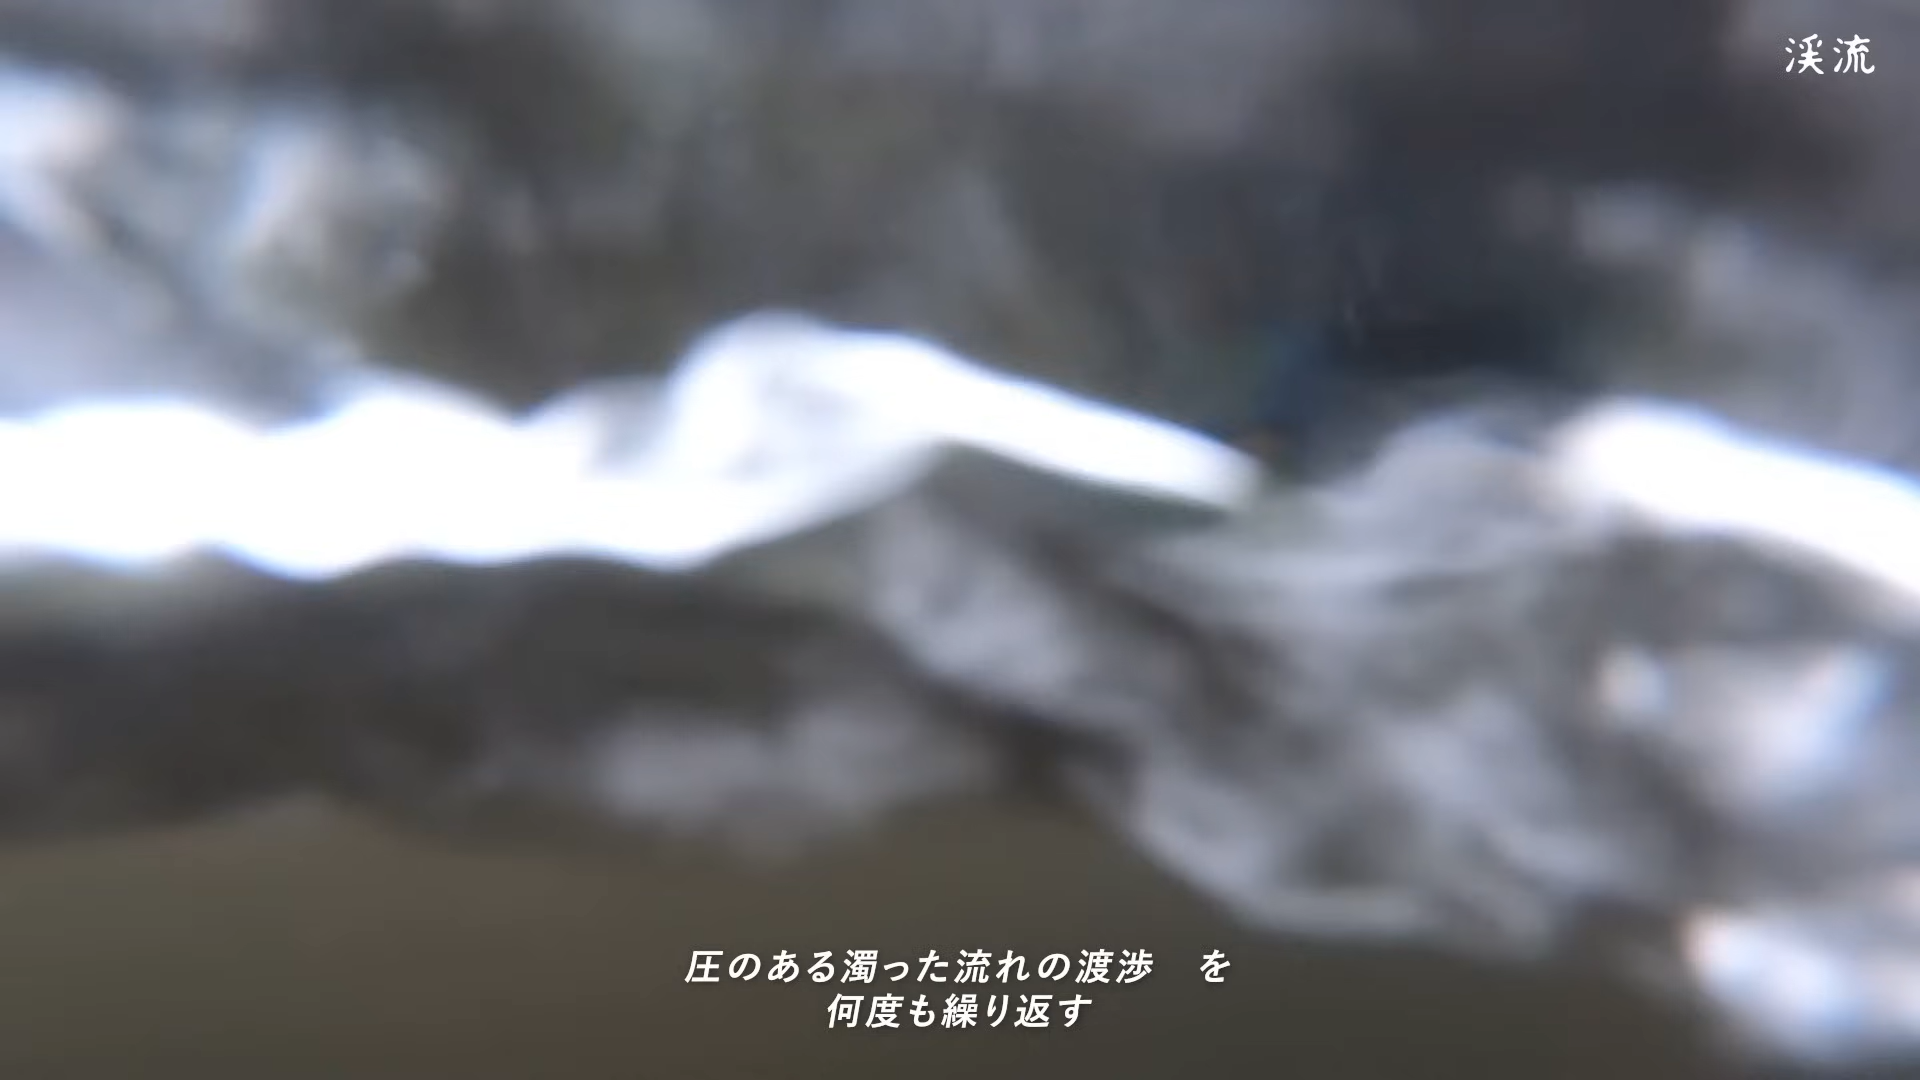 渓流
圧のある濁った流れの渡渉　を
何度も繰り返す